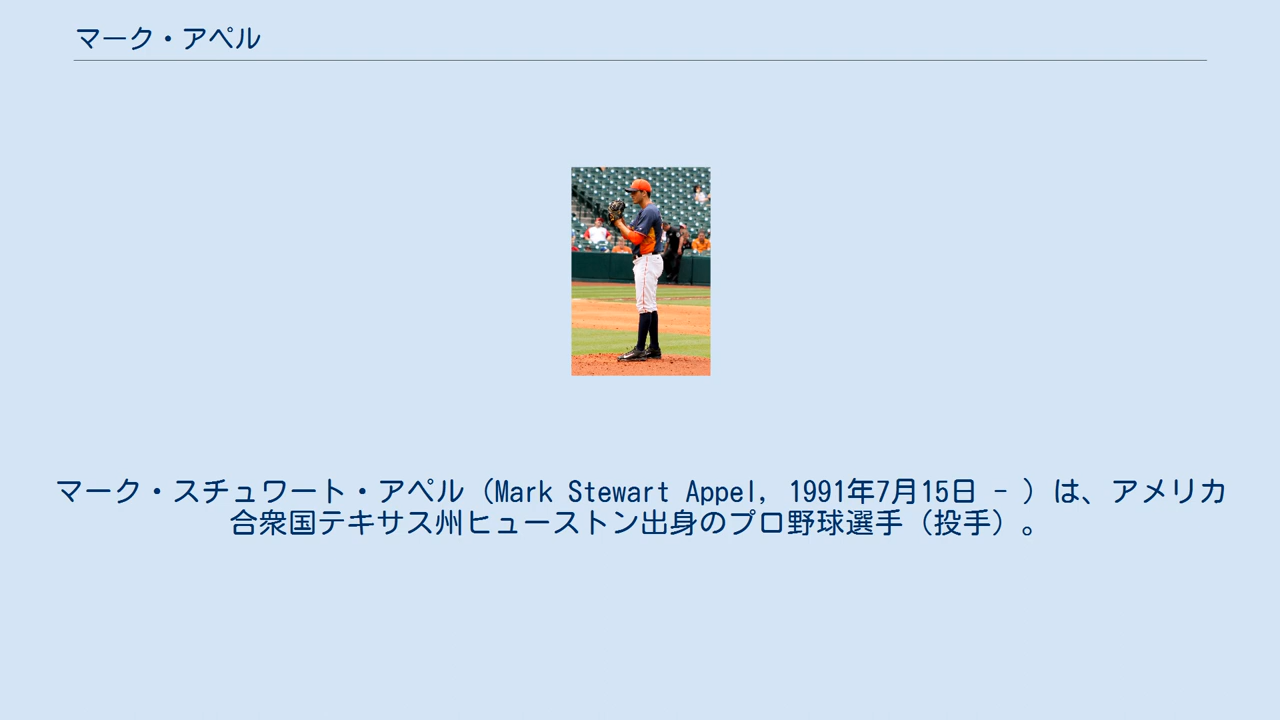 マーク・アペル
マーク・スチュワート・アペル（Mark Stewart Appel, 1991年7月15日 - ）は、アメリカ
合衆国テキサス州ヒューストン出身のプロ野球選手（投手）。